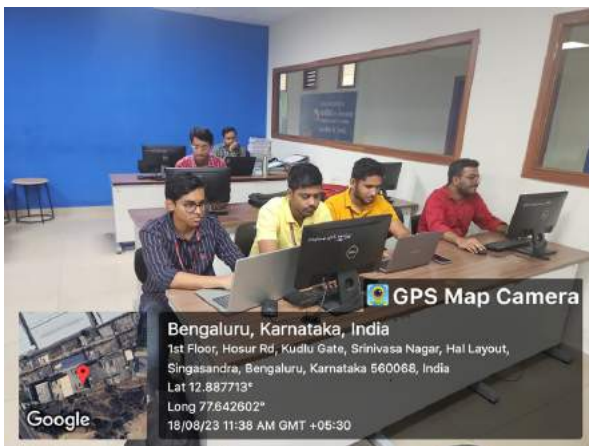 DELL
GPS Map Camera
Bengaluru, Karnataka, India
1st Floor, Hosur Rd, Kudlu Gate, Srinivasa Nagar, Hal Layout,
Singasandra, Bengaluru, Karnataka 560068, India
Lat 12.887713°
Long 77.642602°
18/08/23 11:38 AM GMT +05:30
Google